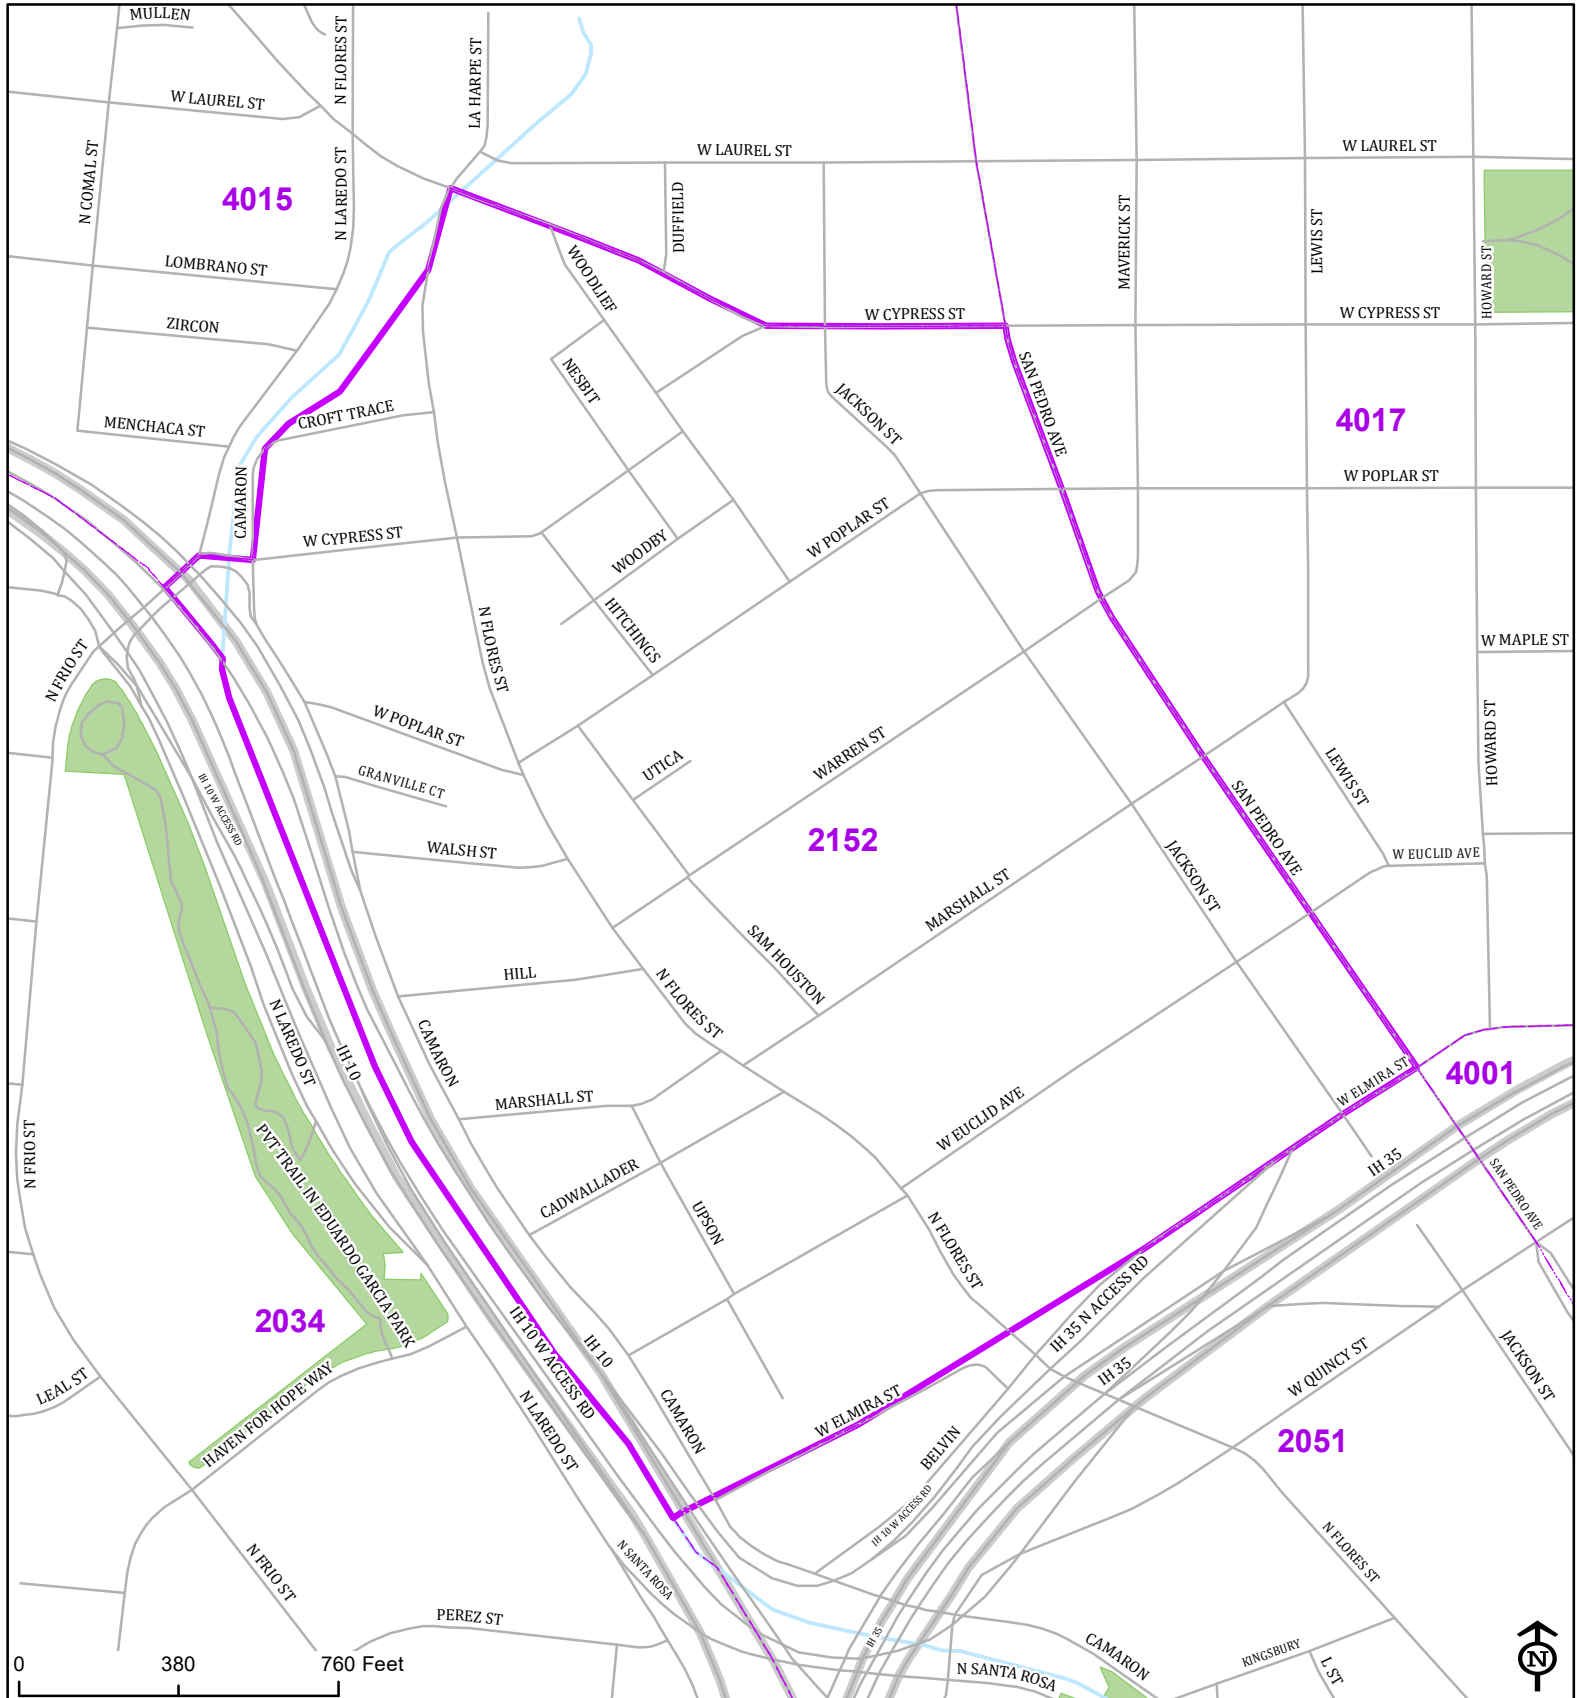 MULLEN
N FLORES ST
LA HARPE ST
W LAUREL ST
W LAUREL ST
W LAUREL ST
N COMAL ST
4015
N LAREDO ST
DUFFIELD
MAVERICK ST
LEWIS ST
HOWARD ST
LOMBRANO ST
WOODLIEF
ZIRCON
W CYPRESS ST
W CYPRESS ST
NESBIT
SAN PEDRO AVE
JACKSON ST
MENCHACA ST
CROFT TRACE
4017
CAMARON
W POPLAR ST
W CYPRESS ST
WOODBY
W POPLAR ST
HITCHINGS
N FLORES ST
N FRIO ST
W MAPLE ST
W POPLAR ST
HOWARD ST
UTICA
WARREN ST
GRANVILLE CT
LEWIS ST
IH 10 W ACCESS RD
SAN PEDRO AVE
2152
WALSH ST
W EUCLID AVE
JACKSON ST
MARSHALL ST
SAM HOUSTON
HILL
N FLORES ST
N LAREDO ST
IH 10
CAMARON
4001
W ELMIRA ST
MARSHALL ST
W EUCLID AVE
N FRIO ST
PVT TRAIL IN EDUARDO GARCIA PARK
CADWALLADER
UPSON
IH 35
SAN PEDRO AVE
N FLORES ST
2034
IH 10 W ACCESS RD
IH 10
IH 35 N ACCESS RD
IH 35
W QUINCY ST
JACKSON ST
LEAL ST
HAVEN FOR HOPE WAY
N LAREDO ST
CAMARON
W ELMIRA ST
BELVIN
2051
IH 10 W ACCESS RD
N FRIO ST
N SANTA ROSA
N FLORES ST
PEREZ ST
IH 35
CAMARON
KINGSBURY
L ST
N SANTA ROSA
0 380 760 Feet
N